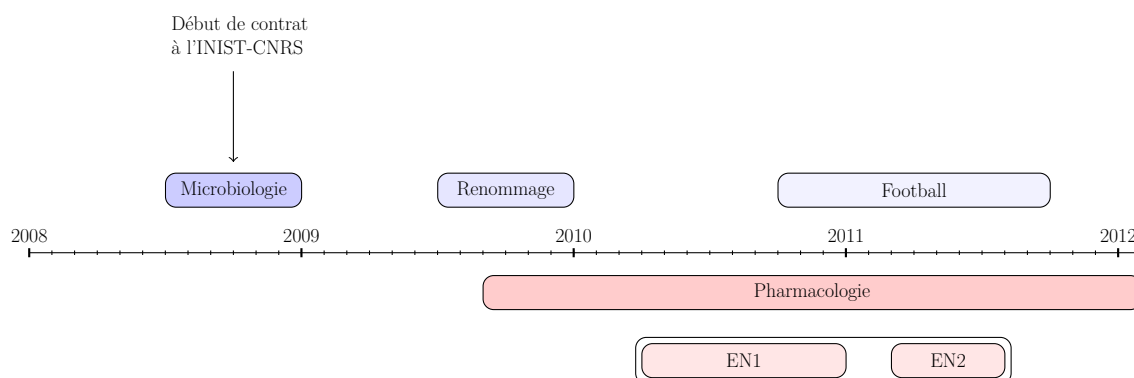 Début de contrat
à l'INIST-CNRS
Microbiologie
Renommage
Football
2008
2009
2010
2011
2012
Pharmacologie
EN1
EN2